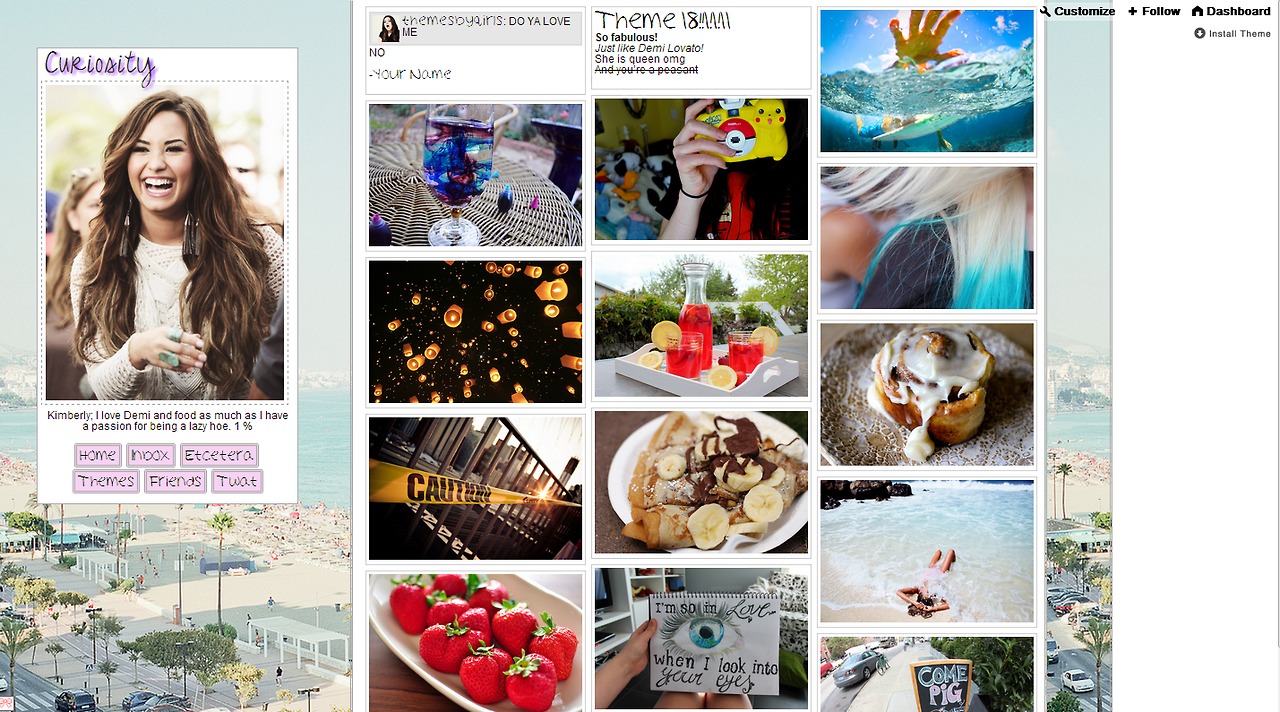 Customize
Follow
Dashboard
Install Theme
Curiosity
Kimberly; I love Demi and food as much as I have
a passion for being a lazy hoe. 1 %
Home
Inbox
Etcetera
Themes
Friends
Twat
themesbygirls: DO YA LOVE
ME
NO
-Your Name
Theme 18!!1!!1!
So fabulous!
Just like Demi Lovato!
She is queen omg
And you're a peasant
CAUTION
I'm so in Love...
when I look into
your eyes
COME
PiG